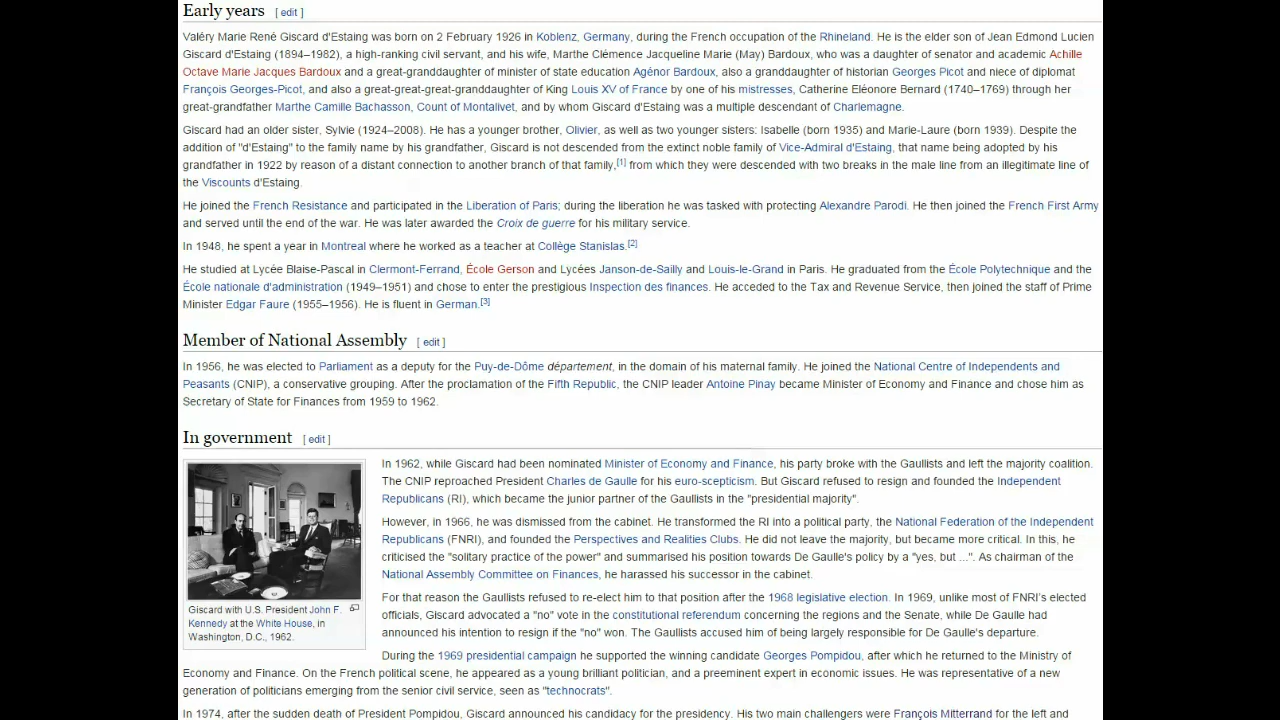 Early years [ edit ]
Valéry Marie René Giscard d'Estaing was born on 2 February 1926 in Koblenz, Germany, during the French occupation of the Rhineland. He is the elder son of Jean Edmond Lucien
Giscard d'Estaing (1894–1982), a high-ranking civil servant, and his wife, Marthe Clémence Jacqueline Marie (May) Bardoux, who was a daughter of senator and academic Achille
Octave Marie Jacques Bardoux and a great-granddaughter of minister of state education Agénor Bardoux, also a granddaughter of historian Georges Picot and niece of diplomat
François Georges-Picot, and also a great-great-great-granddaughter of King Louis XV of France by one of his mistresses, Catherine Eléonore Bernard (1740–1769) through her
great-grandfather Marthe Camille Bachasson, Count of Montalivet, and by whom Giscard d'Estaing was a multiple descendant of Charlemagne.
Giscard had an older sister, Sylvie (1924–2008). He has a younger brother, Olivier, as well as two younger sisters: Isabelle (born 1935) and Marie-Laure (born 1939). Despite the
addition of "d'Estaing" to the family name by his grandfather, Giscard is not descended from the extinct noble family of Vice-Admiral d'Estaing, that name being adopted by his
grandfather in 1922 by reason of a distant connection to another branch of that family,[1] from which they were descended with two breaks in the male line from an illegitimate line of
the Viscounts d'Estaing.
He joined the French Resistance and participated in the Liberation of Paris; during the liberation he was tasked with protecting Alexandre Parodi. He then joined the French First Army
and served until the end of the war. He was later awarded the Croix de guerre for his military service.
In 1948, he spent a year in Montreal where he worked as a teacher at Collège Stanislas.[2]
He studied at Lycée Blaise-Pascal in Clermont-Ferrand, École Gerson and Lycées Janson-de-Sailly and Louis-le-Grand in Paris. He graduated from the École Polytechnique and the
École nationale d'administration (1949–1951) and chose to enter the prestigious Inspection des finances. He acceded to the Tax and Revenue Service, then joined the staff of Prime
Minister Edgar Faure (1955–1956). He is fluent in German.[3]
Member of National Assembly [ edit ]
In 1956, he was elected to Parliament as a deputy for the Puy-de-Dôme département, in the domain of his maternal family. He joined the National Centre of Independents and
Peasants (CNIP), a conservative grouping. After the proclamation of the Fifth Republic, the CNIP leader Antoine Pinay became Minister of Economy and Finance and chose him as
Secretary of State for Finances from 1959 to 1962.
In government [ edit ]
In 1962, while Giscard had been nominated Minister of Economy and Finance, his party broke with the Gaullists and left the majority coalition.
The CNIP reproached President Charles de Gaulle for his euro-scepticism. But Giscard refused to resign and founded the Independent
Republicans (RI), which became the junior partner of the Gaullists in the "presidential majority".
However, in 1966, he was dismissed from the cabinet. He transformed the RI into a political party, the National Federation of the Independent
Republicans (FNRI), and founded the Perspectives and Realities Clubs. He did not leave the majority, but became more critical. In this, he
criticised the "solitary practice of the power" and summarised his position towards De Gaulle's policy by a "yes, but ...". As chairman of the
National Assembly Committee on Finances, he harassed his successor in the cabinet.
Giscard with U.S. President John F.
Kennedy at the White House, in
Washington, D.C., 1962.
For that reason the Gaullists refused to re-elect him to that position after the 1968 legislative election. In 1969, unlike most of FNRI's elected
officials, Giscard advocated a "no" vote in the constitutional referendum concerning the regions and the Senate, while De Gaulle had
announced his intention to resign if the "no" won. The Gaullists accused him of being largely responsible for De Gaulle's departure.
During the 1969 presidential campaign he supported the winning candidate Georges Pompidou, after which he returned to the Ministry of
Economy and Finance. On the French political scene, he appeared as a young brilliant politician, and a preeminent expert in economic issues. He was representative of a new
generation of politicians emerging from the senior civil service, seen as "technocrats".
In 1974, after the sudden death of President Pompidou, Giscard announced his candidacy for the presidency. His two main challengers were François Mitterrand for the left and